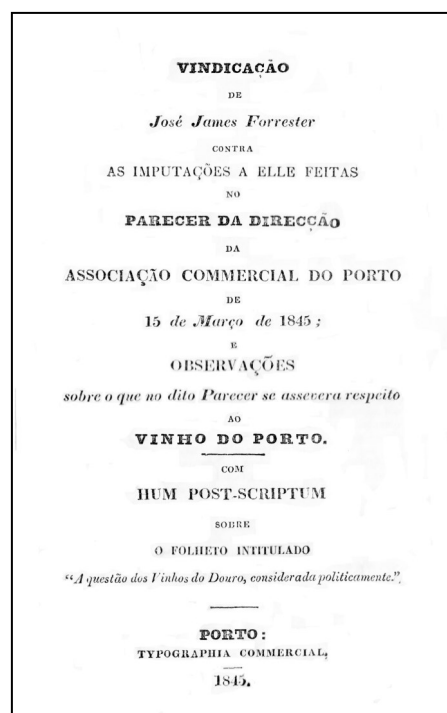 VINDICAÇÃO
DE
José James Forrester
CONTRA
AS IMPUTAÇÕES A ELLE FEITAS
NO
PARECER DA DIRECÇÃO
DA
ASSOCIAÇÃO COMMERCIAL DO PORTO
DE
15 de Março de 1845;
E
OBSERVAÇÕES
sobre o que no dito Parecer se assevera respeito
AO
VINHO DO PORTO.
COM
HUM POST-SCRIPTUM
SOBRE
O FOLHETO INTITULADO
“A questão dos Vinhos do Douro, considerada politicamente.”
PORTO:
TYPOGRAPHIA COMMERCIAL,
1845.